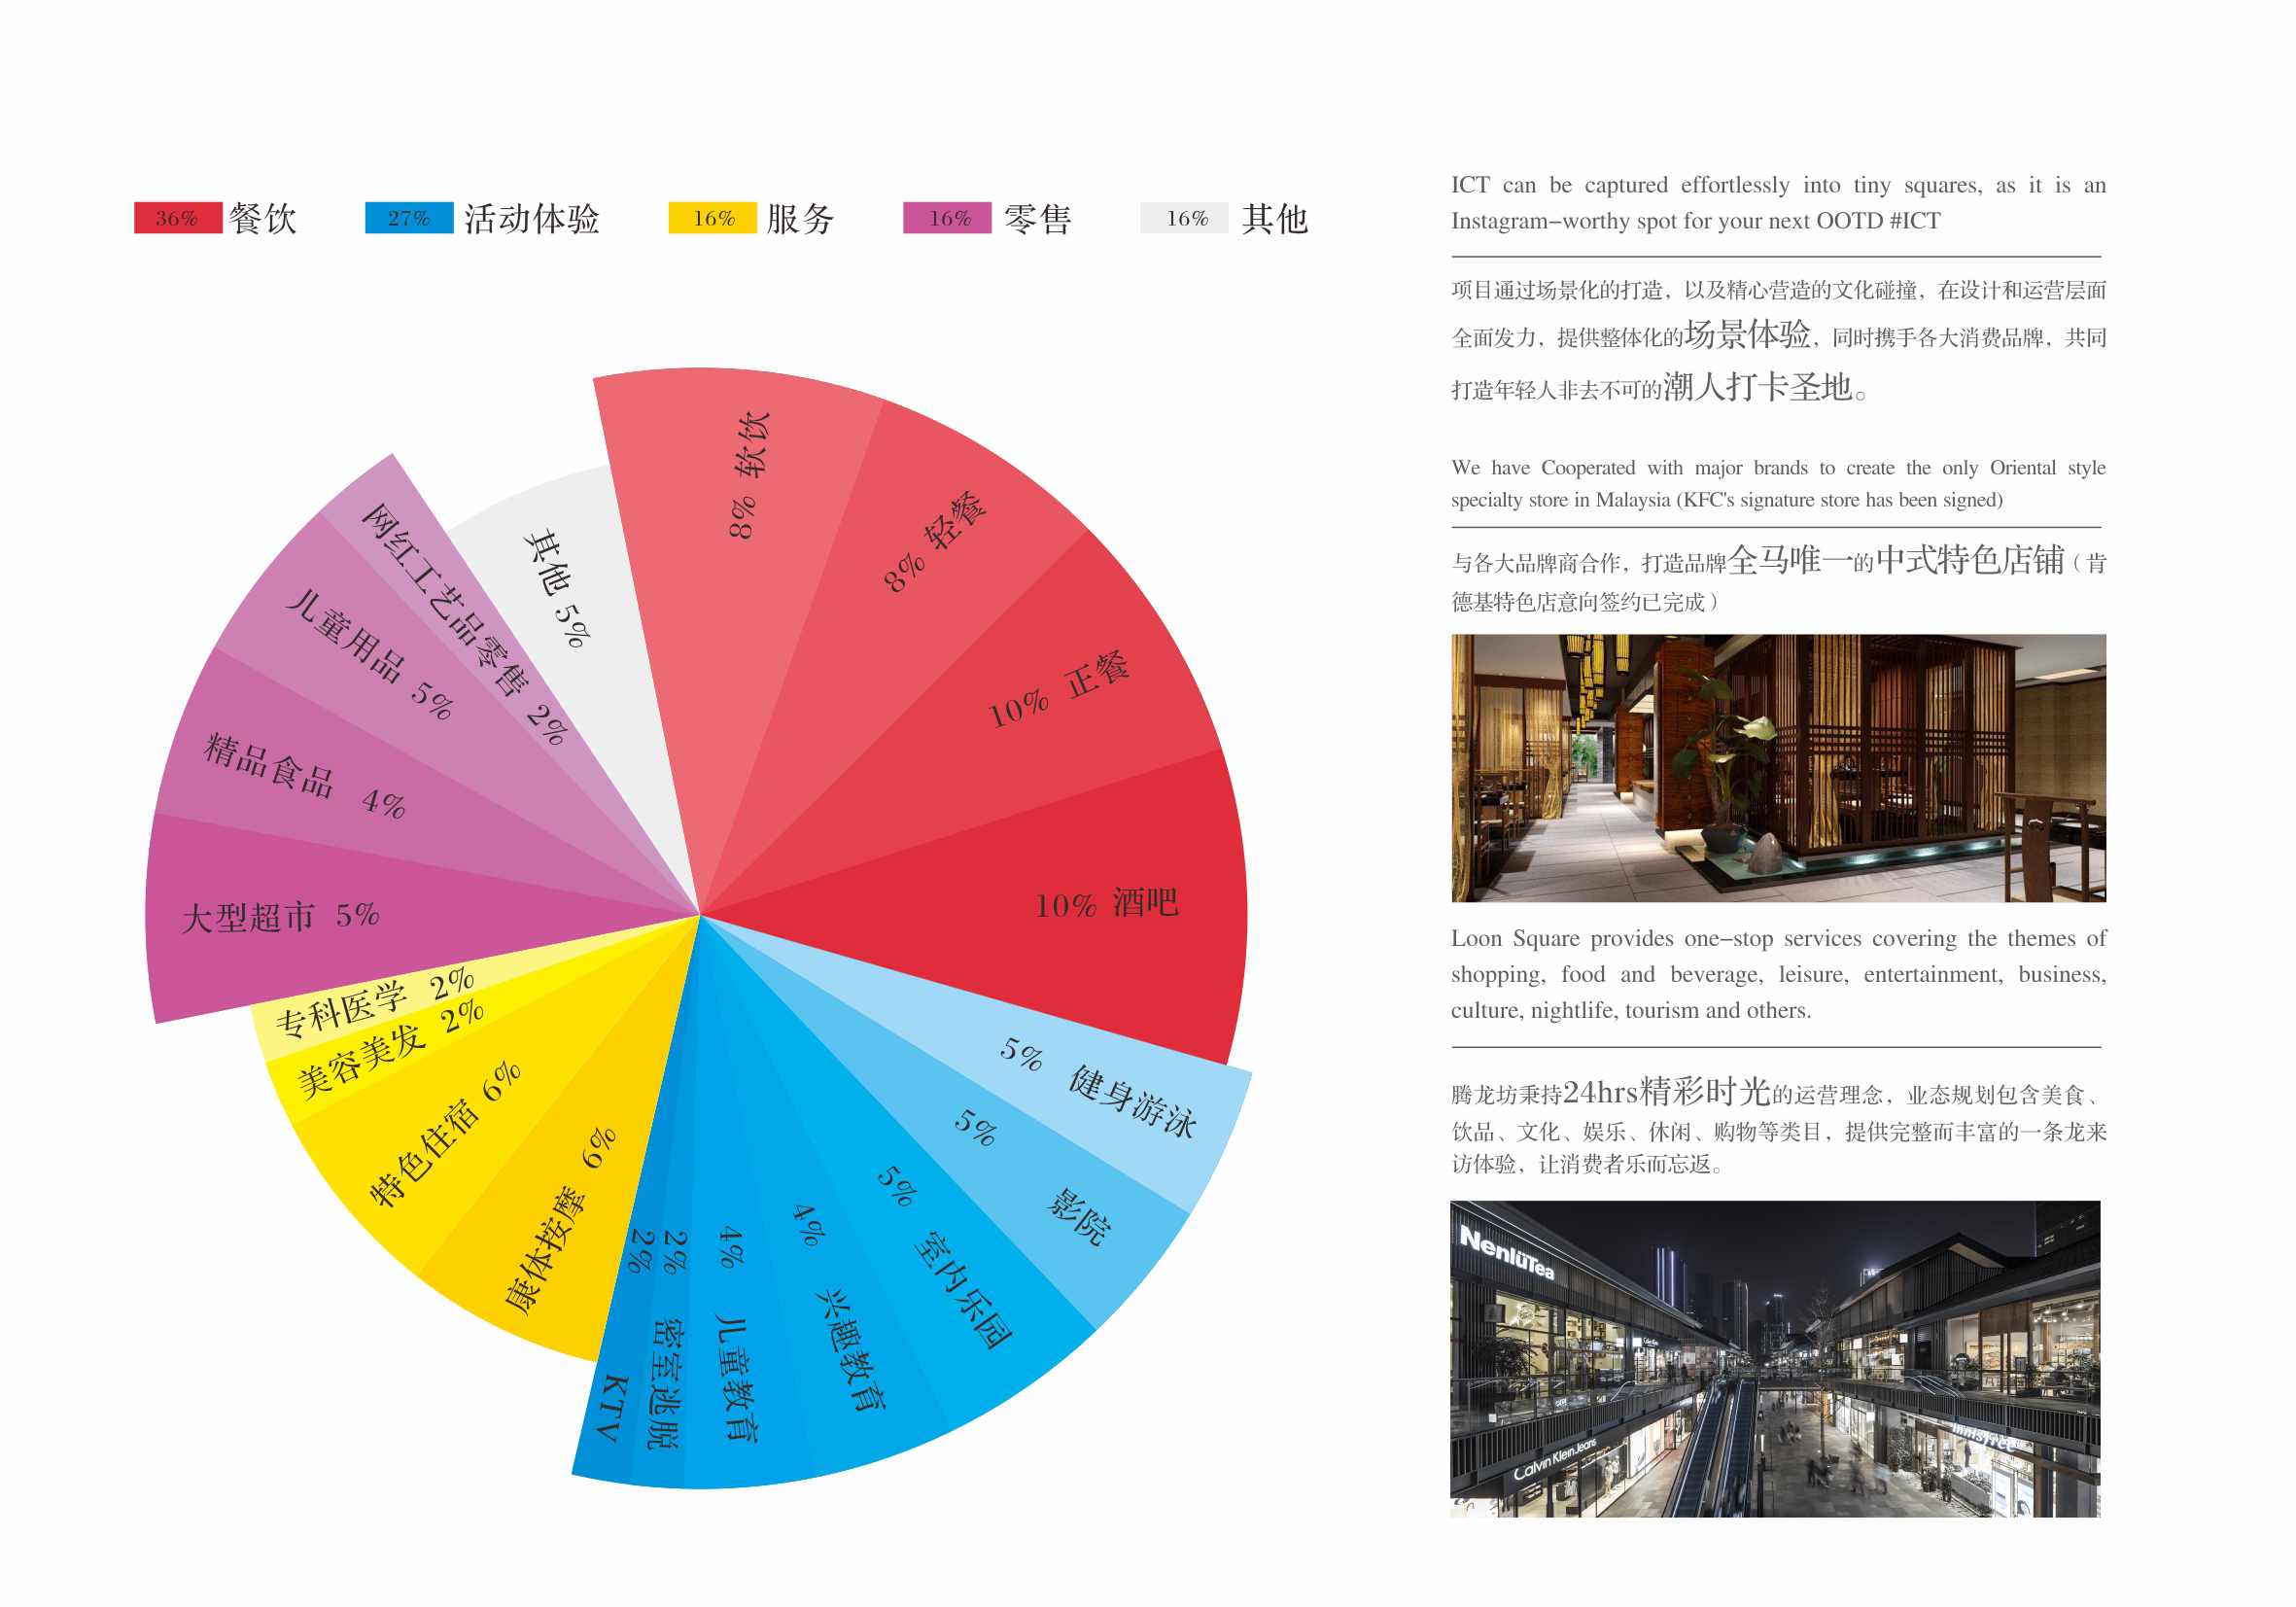 36% 餐饮
27% 活动体验
16% 服务
16% 零售
16% 其他
8% 软饮
8% 轻餐
10% 正餐
10% 酒吧
5% 健身游泳
5% 影院
5% 室内乐园
4% 兴趣教育
4% 儿童教育
2% 密室逃脱
2% KTV
康体按摩 6%
特色住宿 6%
美容美发 2%
专科医学 2%
大型超市 5%
精品食品 4%
儿童用品 5%
网红工艺品零售 2%
其他 5%
ICT can be captured effortlessly into tiny squares, as it is an
Instagram-worthy spot for your next OOTD #ICT
项目通过场景化的打造，以及精心营造的文化碰撞，在设计和运营层面
全面发力，提供整体化的场景体验，同时携手各大消费品牌，共同
打造年轻人非去不可的潮人打卡圣地。
We have Cooperated with major brands to create the only Oriental style
specialty store in Malaysia (KFC's signature store has been signed)
与各大品牌商合作，打造品牌全马唯一的中式特色店铺（肯
德基特色店意向签约已完成）
Loon Square provides one-stop services covering the themes of
shopping, food and beverage, leisure, entertainment, business,
culture, nightlife, tourism and others.
腾龙坊秉持24hrs精彩时光的运营理念，业态规划包含美食、
饮品、文化、娱乐、休闲、购物等类目，提供完整而丰富的一条龙来
访体验，让消费者乐而忘返。
NenlüTea
Calvin Klein Jeans
innisfree